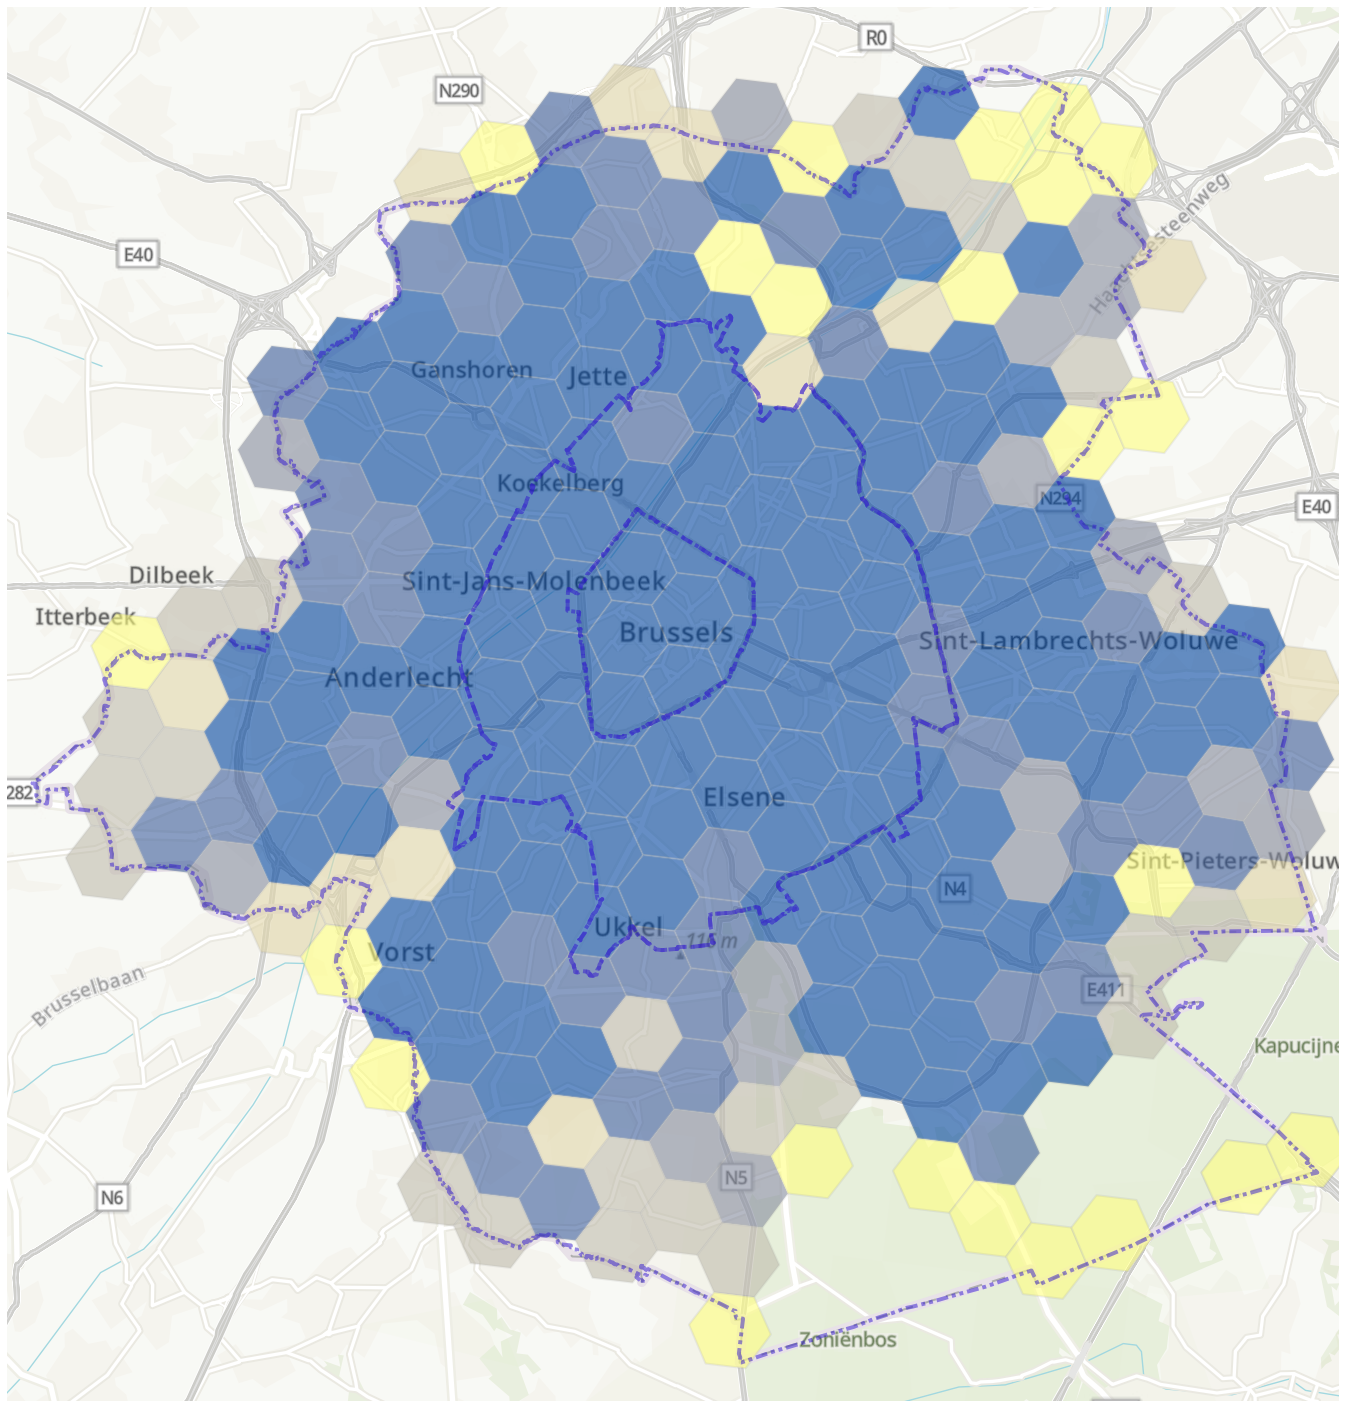 R0
N290
Haachtsesteenweg
E40
Ganshoren
Jette
Koekelberg
N294
E40
Dilbeek
Sint-Jans-Molenbeek
Itterbeek
Brussels
Sint-Lambrechts-Woluwe
Anderlecht
282
Elsene
Sint-Pieters-Woluw
N4
Ukkel
115 m
Vorst
Brusselbaan
E411
Kapucijne
N5
N6
Zoniënbos